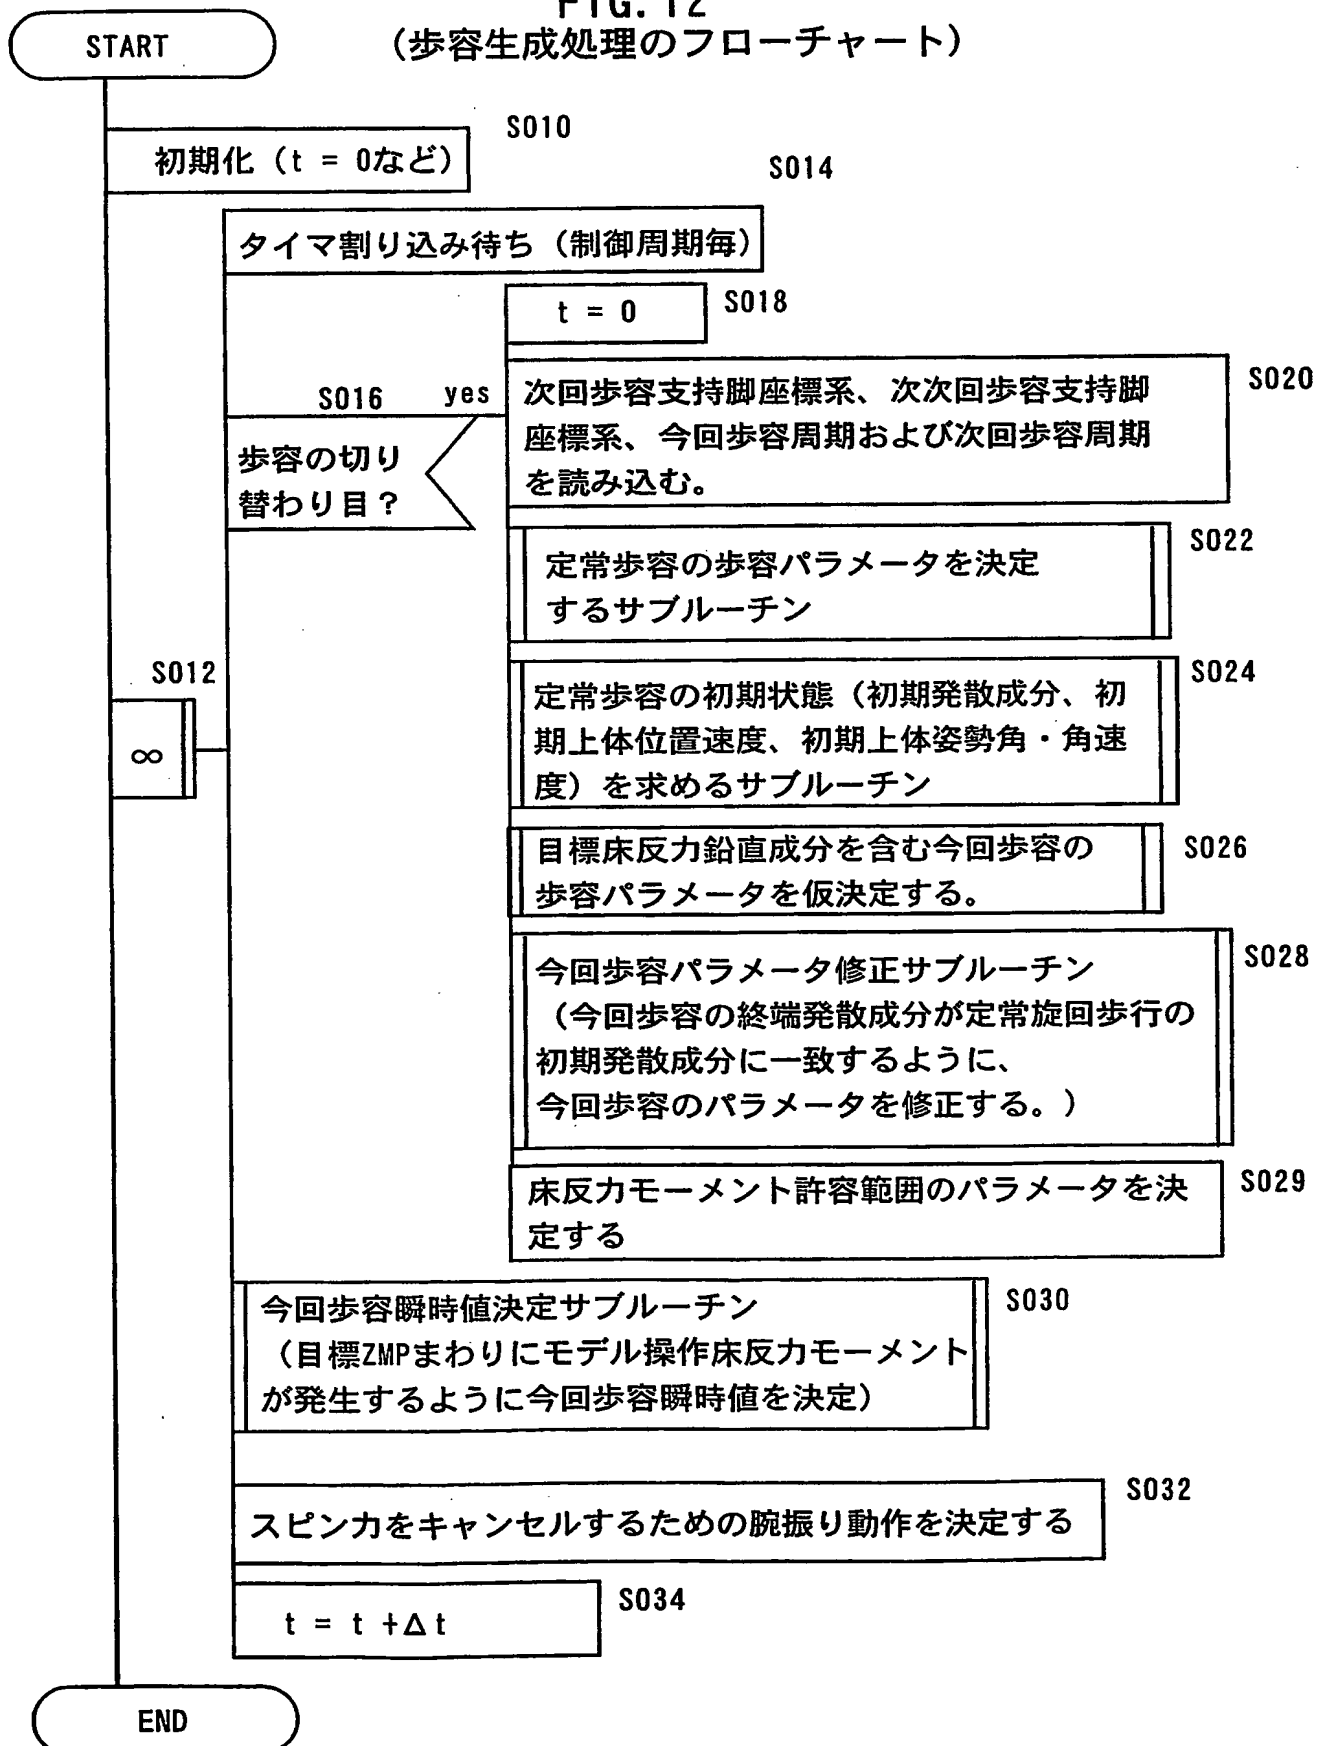 FIG. 12
(歩容生成処理のフローチャート)
START
S010
初期化 (t = 0など)
S014
タイマ割り込み待ち (制御周期毎)
t = 0
S018
S016
yes
歩容の切り
替わり目?
次回歩容支持脚座標系、次次回歩容支持脚
座標系、今回歩容周期および次回歩容周期
を読み込む。
S020
定常歩容の歩容パラメータを決定
するサブルーチン
S022
S012
∞
定常歩容の初期状態(初期発散成分、初
期上体位置速度、初期上体姿勢角・角速
度)を求めるサブルーチン
S024
目標床反力鉛直成分を含む今回歩容の
歩容パラメータを仮決定する。
S026
今回歩容パラメータ修正サブルーチン
(今回歩容の終端発散成分が定常旋回歩行の
初期発散成分に一致するように、
今回歩容のパラメータを修正する。)
S028
床反力モーメント許容範囲のパラメータを決
定する
S029
今回歩容瞬時値決定サブルーチン
(目標ZMPまわりにモデル操作床反力モーメント
が発生するように今回歩容瞬時値を決定)
S030
スピン力をキャンセルするための腕振り動作を決定する
S032
t = t +Δt
S034
END